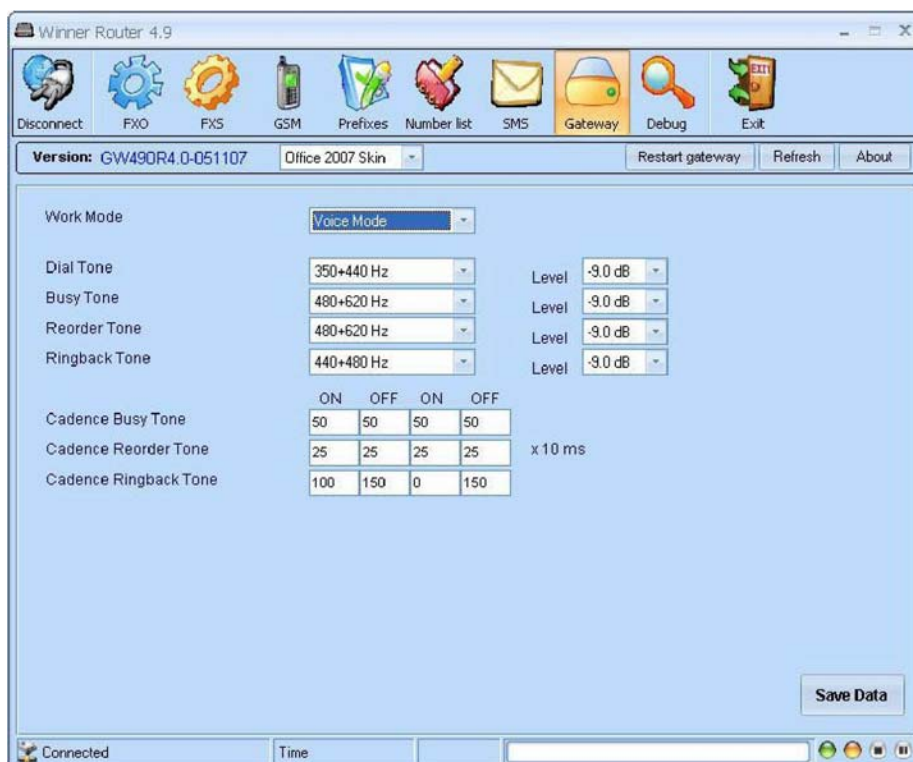 Winner Router 4.9
Disconnect FXO FXS GSM Prefixes Number list SMS Gateway Debug EXIT Exit
Version: GW490R4.0-051107 Office 2007 Skin Restart gateway Refresh About
Work Mode Voice Mode
Dial Tone 350+440 Hz Level -9.0 dB
Busy Tone 480+620 Hz Level -9.0 dB
Reorder Tone 480+620 Hz Level -9.0 dB
Ringback Tone 440+480 Hz Level -9.0 dB
ON OFF ON OFF
Cadence Busy Tone 50 50 50 50
Cadence Reorder Tone 25 25 25 25 x 10 ms
Cadence Ringback Tone 100 150 0 150
Save Data
Connected Time